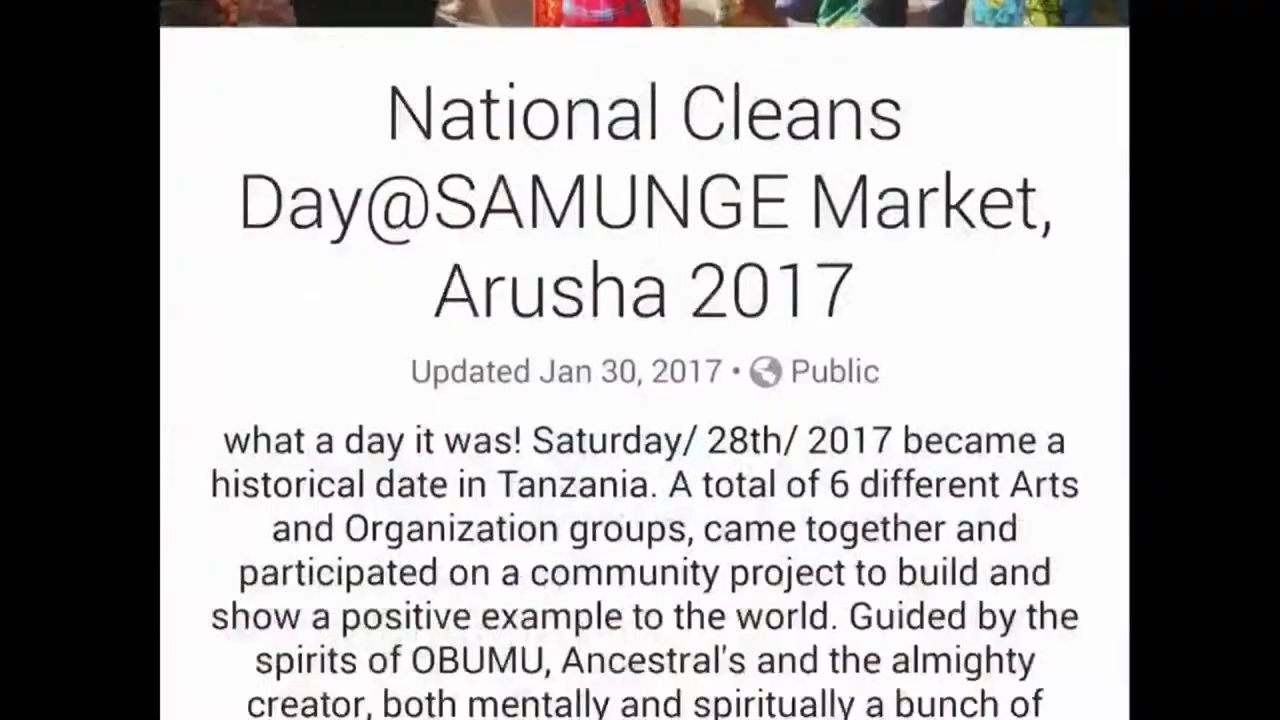 National Cleans
Day@SAMUNGE Market,
Arusha 2017
Updated Jan 30, 2017 • Public
what a day it was! Saturday/ 28th/ 2017 became a
historical date in Tanzania. A total of 6 different Arts
and Organization groups, came together and
participated on a community project to build and
show a positive example to the world. Guided by the
spirits of OBUMU, Ancestral's and the almighty
creator, both mentally and spiritually a bunch of